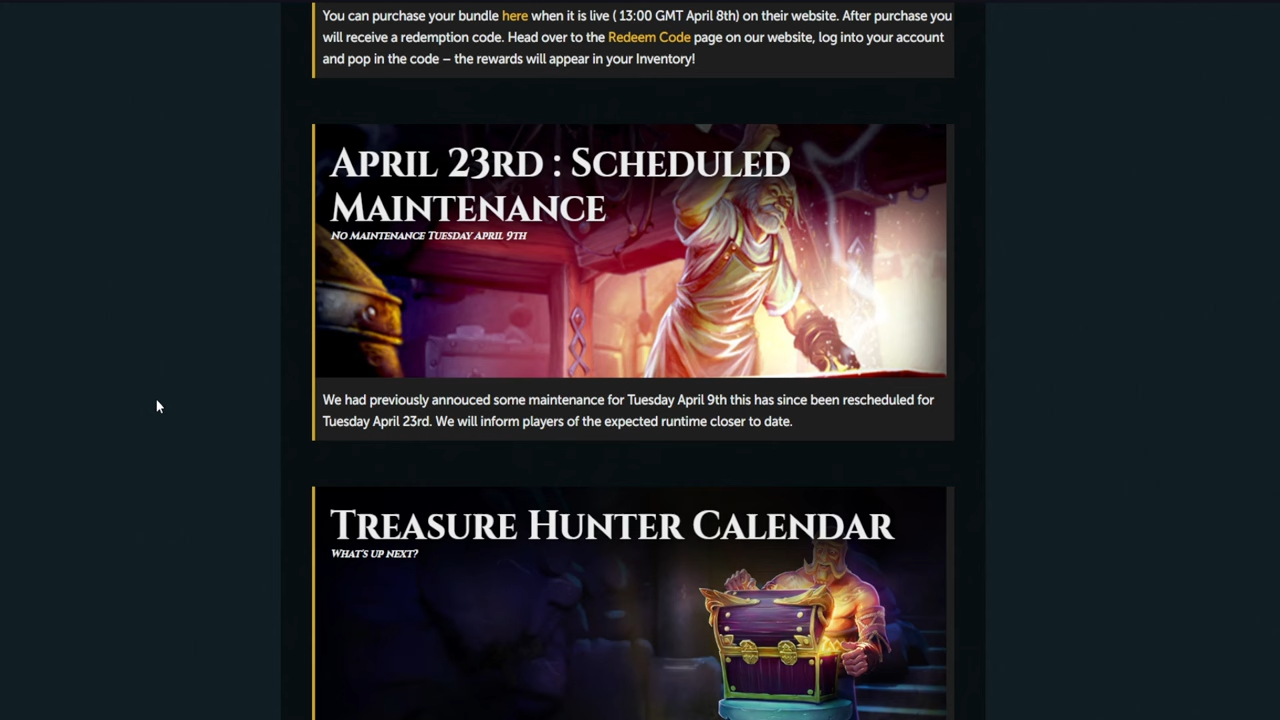 You can purchase your bundle here when it is live ( 13:00 GMT April 8th) on their website. After purchase you
will receive a redemption code. Head over to the Redeem Code page on our website, log into your account
and pop in the code – the rewards will appear in your Inventory!
April 23rd : Scheduled
Maintenance
No Maintenance Tuesday April 9th
We had previously annouced some maintenance for Tuesday April 9th this has since been rescheduled for
Tuesday April 23rd. We will inform players of the expected runtime closer to date.
Treasure Hunter Calendar
What's up next?